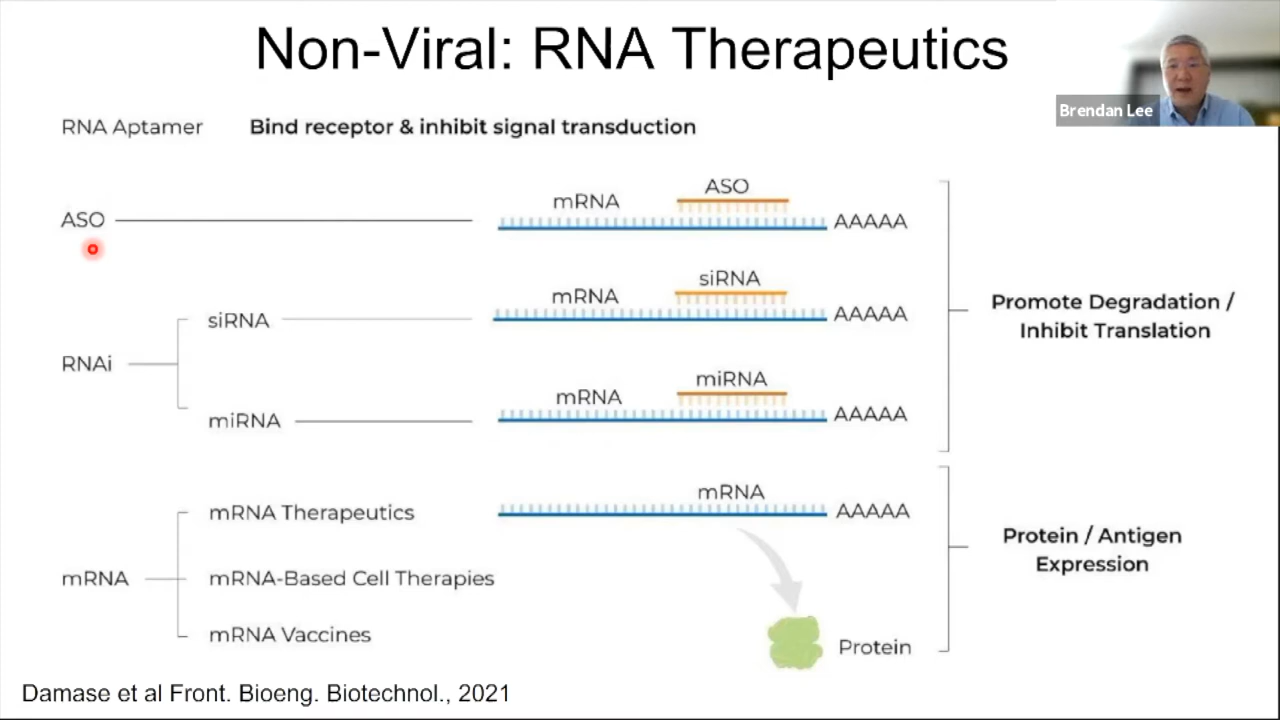 Non-Viral: RNA Therapeutics
Brendan Lee
RNA Aptamer Bind receptor & inhibit signal transduction
ASO mRNA ASO AAAAA
RNAi siRNA mRNA siRNA AAAAA
miRNA mRNA miRNA AAAAA
Promote Degradation /
Inhibit Translation
mRNA mRNA Therapeutics mRNA AAAAA
mRNA-Based Cell Therapies
mRNA Vaccines Protein
Protein / Antigen
Expression
Damase et al Front. Bioeng. Biotechnol., 2021